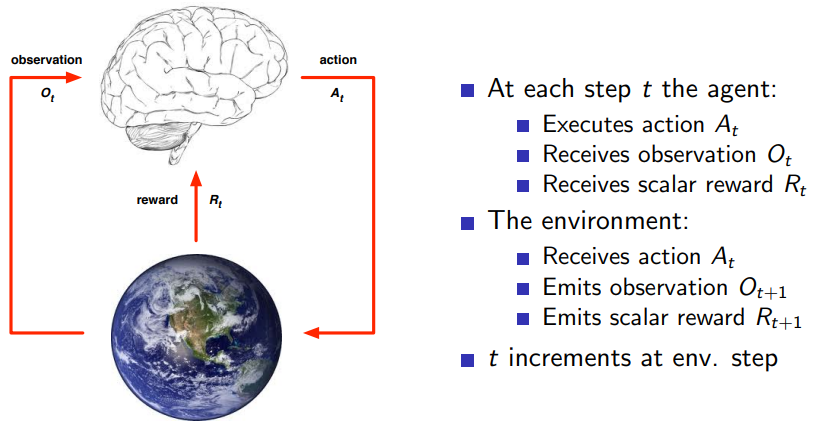 observation
O_t
action
A_t
reward
R_t
At each step t the agent:
Executes action A_t
Receives observation O_t
Receives scalar reward R_t
The environment:
Receives action A_t
Emits observation O_{t+1}
Emits scalar reward R_{t+1}
t increments at env. step